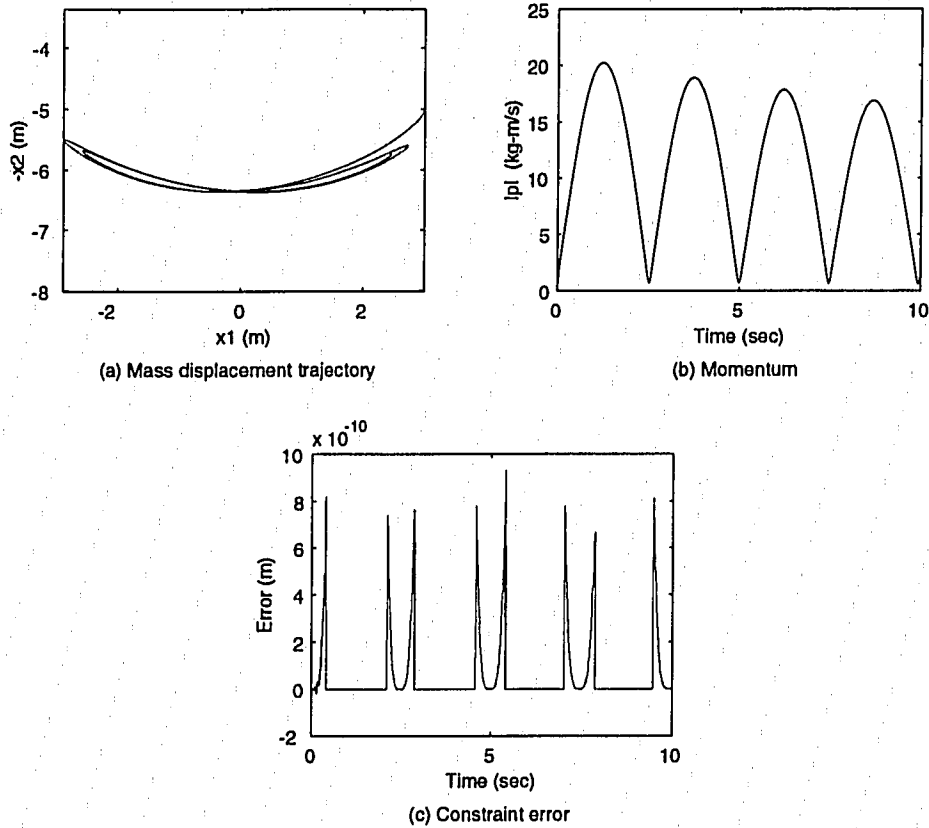 -4
-5
-6
-7
-8
-x2 (m)
-2
0
2
x1 (m)
(a) Mass displacement trajectory
25
20
15
10
5
0
|p| (kg-m/s)
0
5
10
Time (sec)
(b) Momentum
x 10^-10
10
8
6
4
2
0
-2
Error (m)
0
5
10
Time (sec)
(c) Constraint error